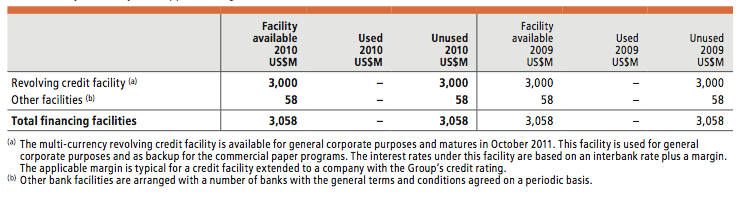 Facility available 2010 US$M Used 2010 US$M Unused 2010 US$M Facility available 2009 US$M Used 2009 US$M Unused 2009 US$M
Revolving credit facility (a) 3,000 – 3,000 3,000 – 3,000
Other facilities (b) 58 – 58 58 – 58
Total financing facilities 3,058 – 3,058 3,058 – 3,058
(a) The multi-currency revolving credit facility is available for general corporate purposes and matures in October 2011. This facility is used for general
corporate purposes and as backup for the commercial paper programs. The interest rates under this facility are based on an interbank rate plus a margin.
The applicable margin is typical for a credit facility extended to a company with the Group's credit rating.
(b) Other bank facilities are arranged with a number of banks with the general terms and conditions agreed on a periodic basis.